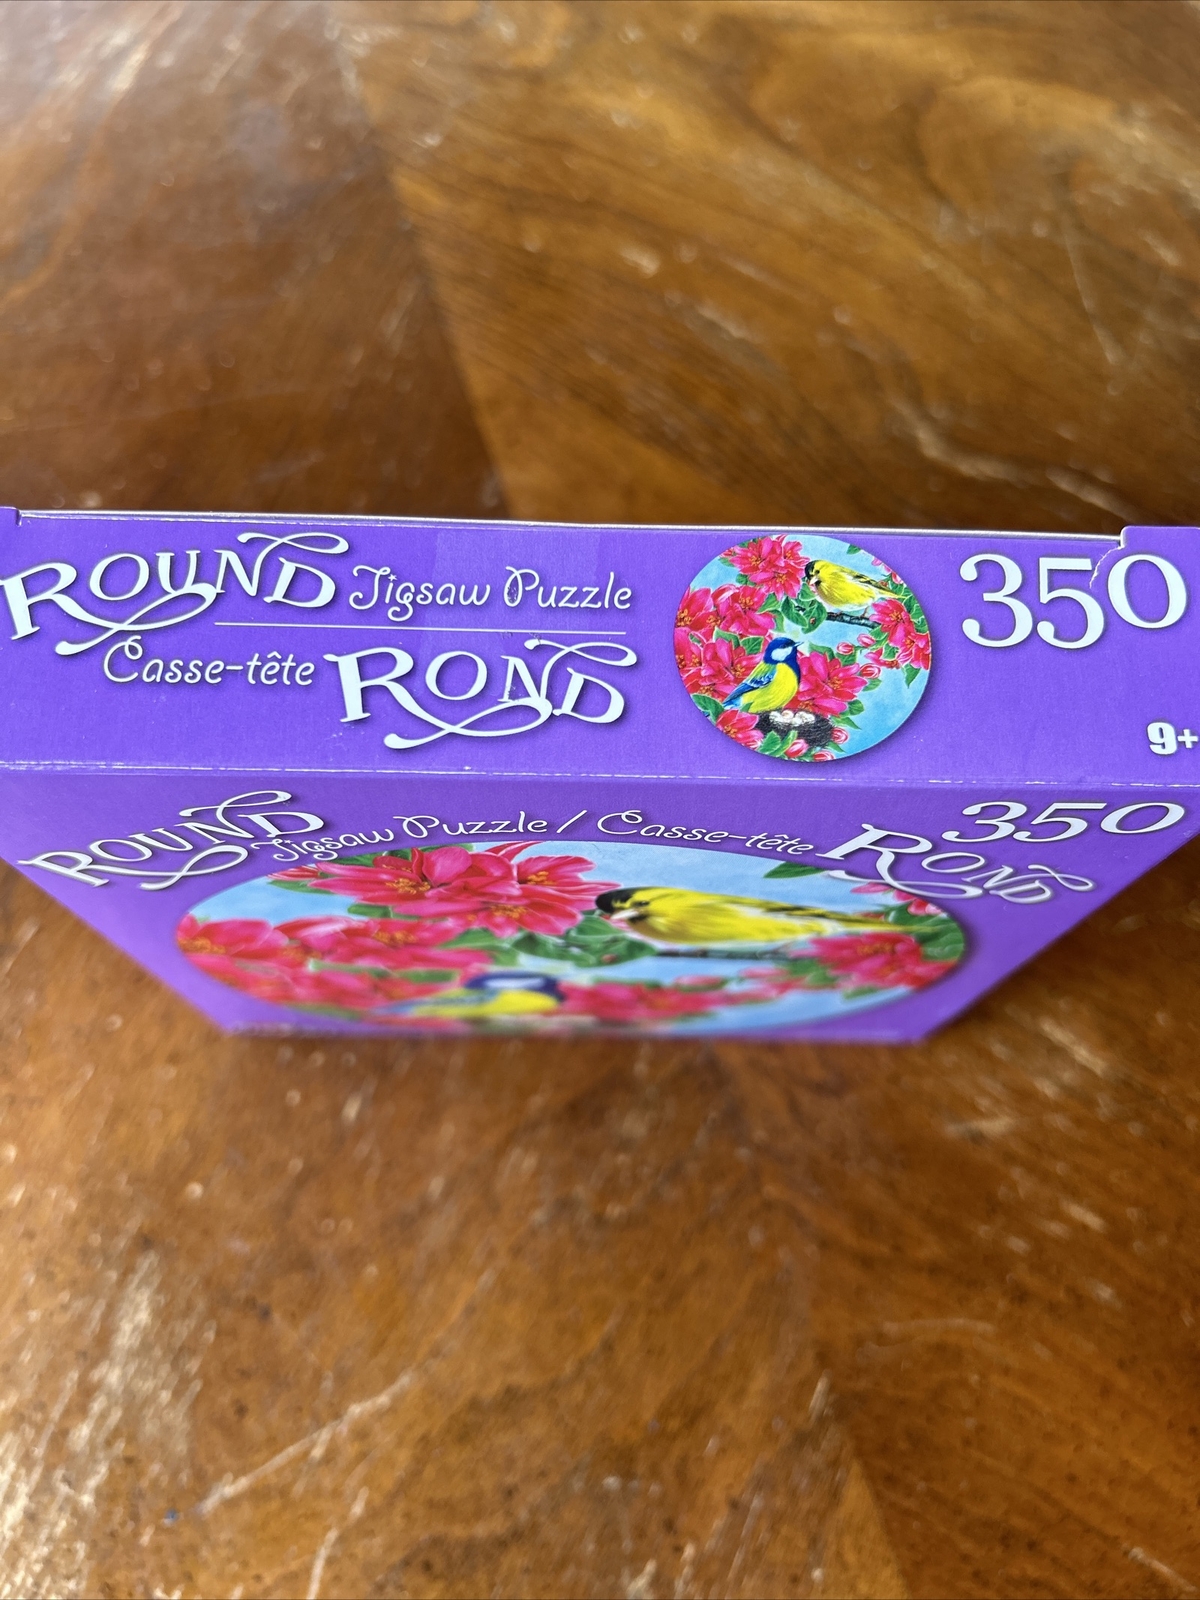 ROUND Jigsaw Puzzle
Casse-tête ROND
350
9+
ROUND Jigsaw Puzzle / Casse-tête ROND
350